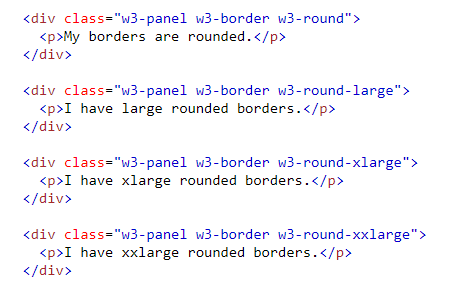 <div class="w3-panel w3-border w3-round">
  <p>My borders are rounded.</p>
</div>

<div class="w3-panel w3-border w3-round-large">
  <p>I have large rounded borders.</p>
</div>

<div class="w3-panel w3-border w3-round-xlarge">
  <p>I have xlarge rounded borders.</p>
</div>

<div class="w3-panel w3-border w3-round-xxlarge">
  <p>I have xxlarge rounded borders.</p>
</div>